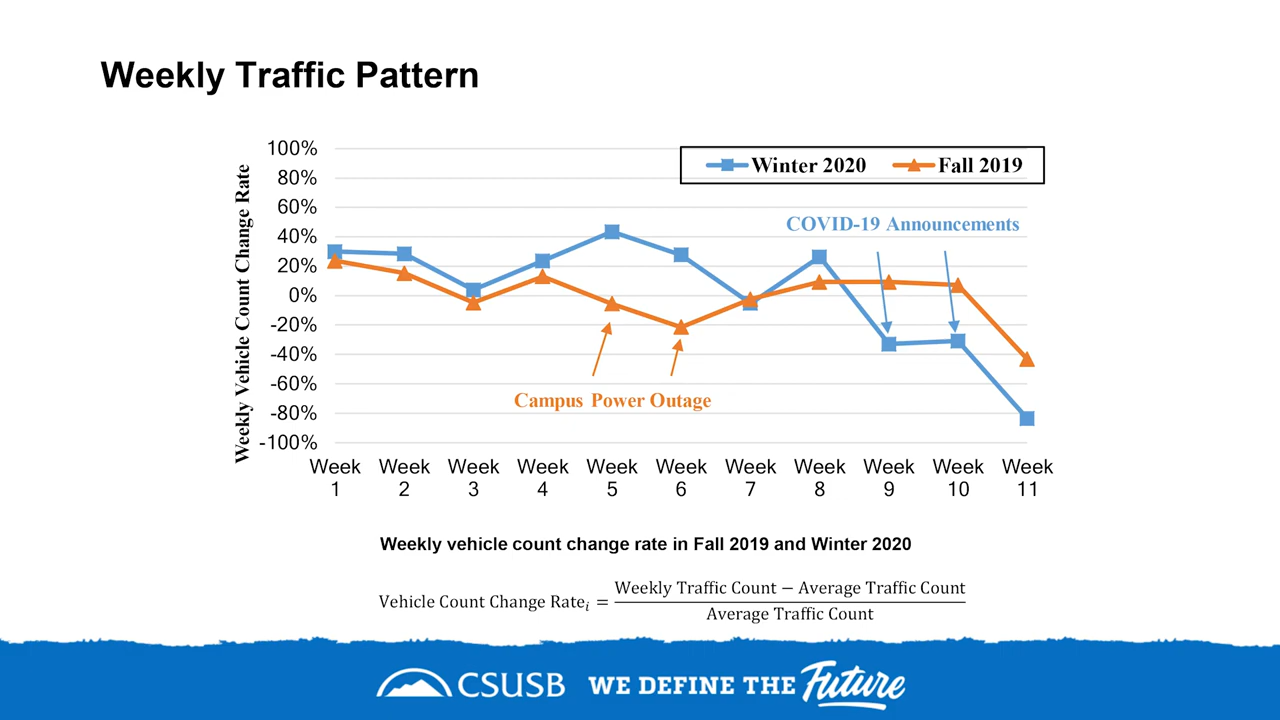 Weekly Traffic Pattern
Weekly Vehicle Count Change Rate
100%
80%
60%
40%
20%
0%
-20%
-40%
-60%
-80%
-100%
Winter 2020
Fall 2019
COVID-19 Announcements
Campus Power Outage
Week 1
Week 2
Week 3
Week 4
Week 5
Week 6
Week 7
Week 8
Week 9
Week 10
Week 11
Weekly vehicle count change rate in Fall 2019 and Winter 2020
Vehicle Count Change Rateᵢ = 
Weekly Traffic Count − Average Traffic Count
Average Traffic Count
CSUSB WE DEFINE THE Future